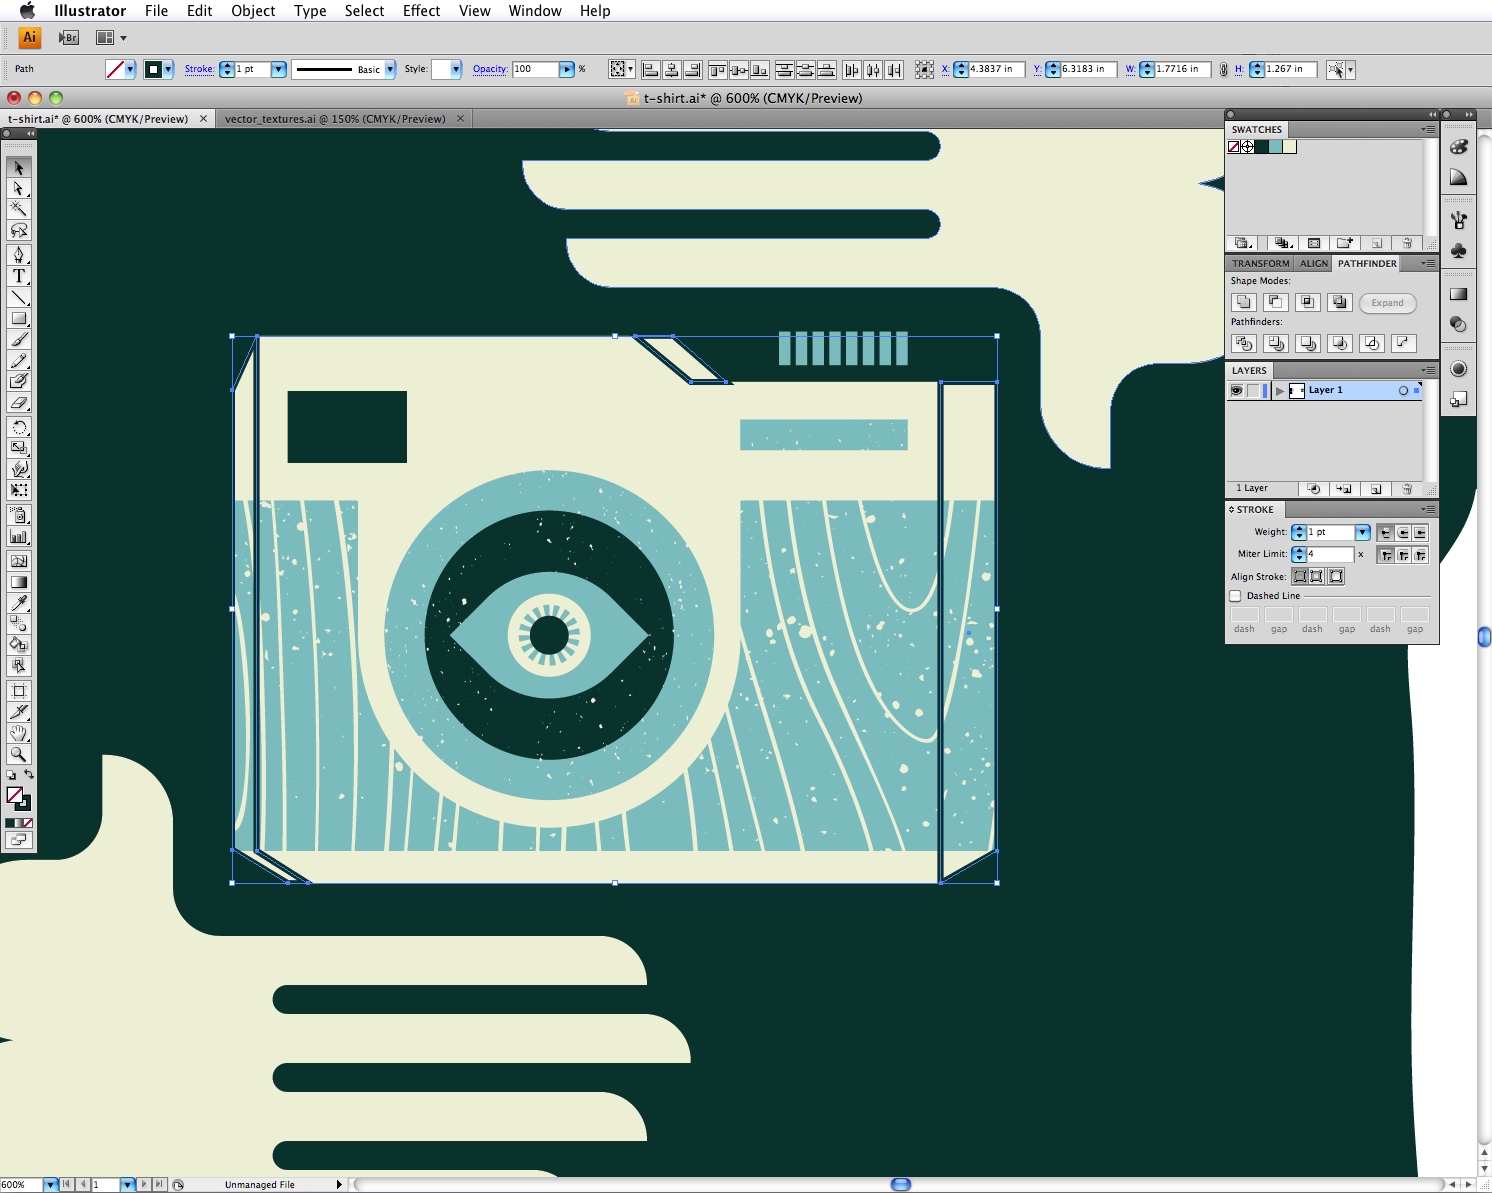 Illustrator File Edit Object Type Select Effect View Window Help
Ai Br
Path Stroke: 1 pt Basic Style: Opacity: 100 % X: 4.3837 in Y: 6.3183 in W: 1.7716 in H: 1.267 in
t-shirt.ai* @ 600% (CMYK/Preview)
t-shirt.ai* @ 600% (CMYK/Preview) vector_textures.ai @ 150% (CMYK/Preview)
SWATCHES
TRANSFORM ALIGN PATHFINDER
Shape Modes:
Expand
Pathfinders:
LAYERS
Layer 1
1 Layer
STROKE
Weight: 1 pt
Miter Limit: 4 x
Align Stroke:
Dashed Line
dash gap dash gap dash gap
T
600% 1 Unmanaged File